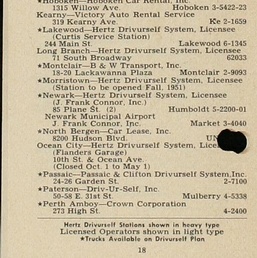 ★Hoboken—Hoboken Car Rental, Inc.
1315 Willow Ave. Hoboken 3-5422-23
Kearny—Victory Auto Rental Service
319 Kearny Ave. Ke 2-1659
★Lakewood—Hertz Drivurself System, Licensee
(Curtis Service Station)
244 Main St. Lakewood 6-1345
Long Branch—Hertz Drivurself System, Licensee
71 South Broadway 62033
★Montclair—B & W Transport, Inc.
18-20 Lackawanna Plaza Montclair 2-9093
★Morristown—Hertz Drivurself System, Licensee
(Station to be opened Fall, 1951)
★Newark—Hertz Drivurself System, Licensee
(J. Frank Connor, Inc.)
85 Plane St. (2) Humboldt 5-2200-01
Newark Municipal Airport
J. Frank Connor, Inc. Market 3-4040
★North Bergen—Car Lease, Inc.
8200 Hudson Blvd.
Ocean City—Hertz Drivurself System, Licensee
(Flanders Garage)
10th St. & Ocean Ave.
(Closed Oct. 1 to May 1)
★Passaic—Passaic & Clifton Drivurself System, Inc.
24-26 Garden St. 2-7100
★Paterson—Driv-Ur-Self, Inc.
50-58 E. 31st St. Mulberry 4-5338
★Perth Amboy—Crown Corporation
273 High St. 4-2400
Hertz Drivurself Stations shown in heavy type
Licensed Operators shown in light type
★Trucks Available on Drivurself Plan
18